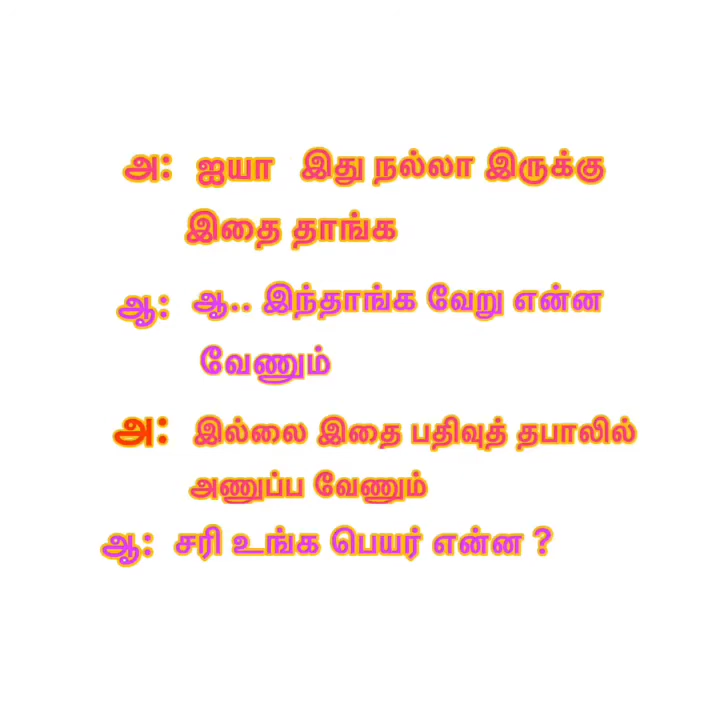 அ: ஐயா இது நல்லா இருக்கு
இதை தாங்க
ஆ: ஆ.. இந்தாங்க வேறு என்ன
வேணும்
அ: இல்லை இதை பதிவுத் தபாலில்
அணுப்ப வேணும்
ஆ: சரி உங்க பெயர் என்ன ?